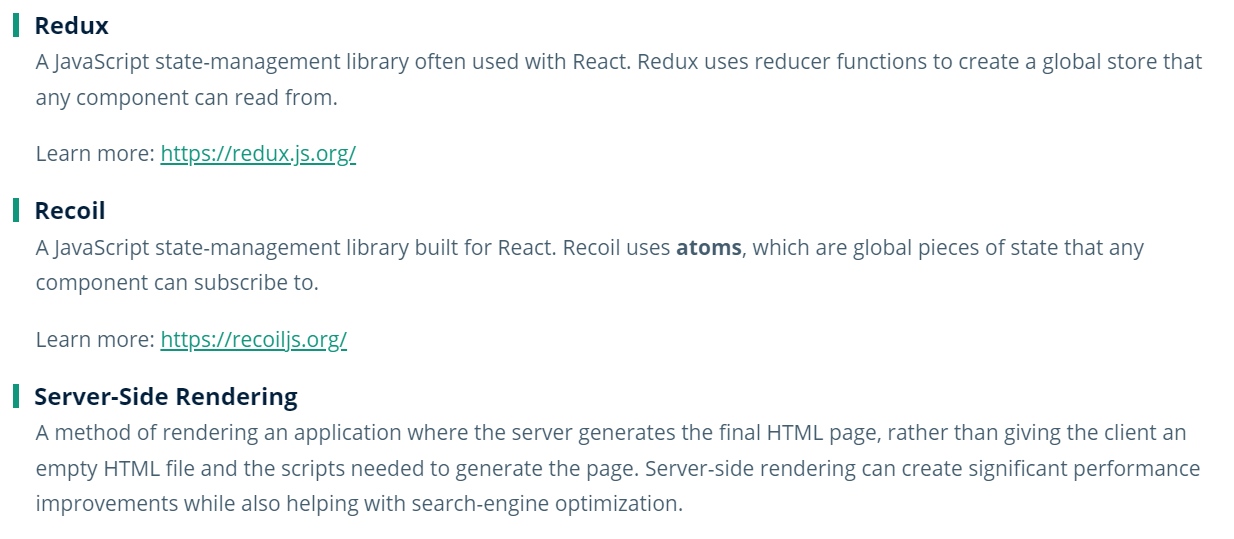 Redux
A JavaScript state-management library often used with React. Redux uses reducer functions to create a global store that
any component can read from.
Learn more: https://redux.js.org/
Recoil
A JavaScript state-management library built for React. Recoil uses atoms, which are global pieces of state that any
component can subscribe to.
Learn more: https://recoiljs.org/
Server-Side Rendering
A method of rendering an application where the server generates the final HTML page, rather than giving the client an
empty HTML file and the scripts needed to generate the page. Server-side rendering can create significant performance
improvements while also helping with search-engine optimization.